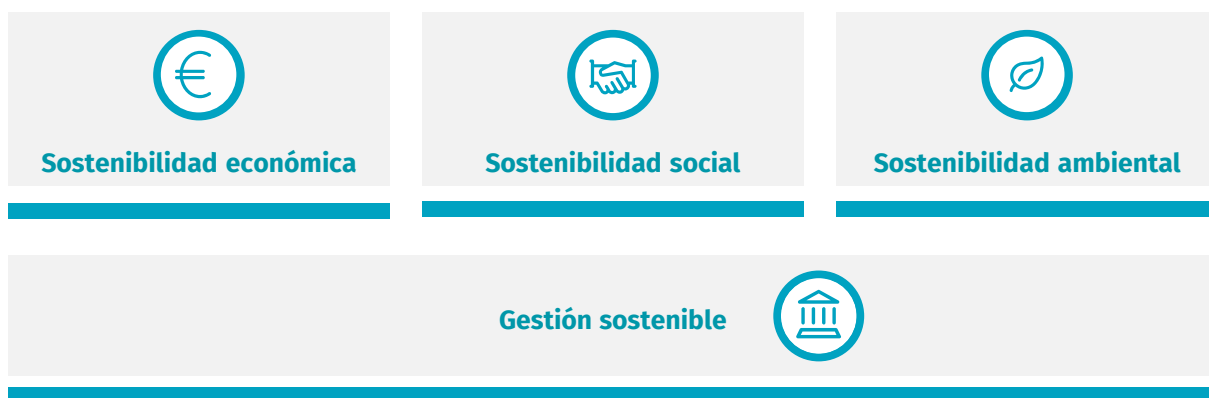 Sostenibilidad económica
Sostenibilidad social
Sostenibilidad ambiental
Gestión sostenible